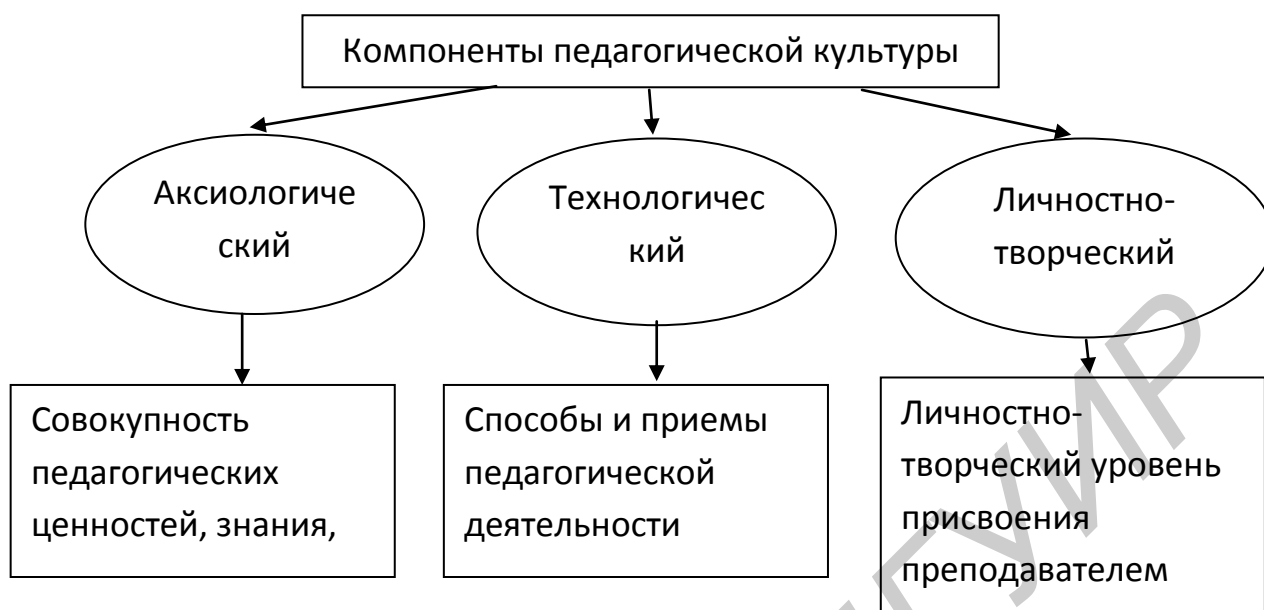 Компоненты педагогической культуры
Аксиологиче
ский
Технологичес
кий
Личностно-
творческий
Совокупность
педагогических
ценностей, знания,
Способы и приемы
педагогической
деятельности
Личностно-
творческий уровень
присвоения
преподавателем
ГУИР